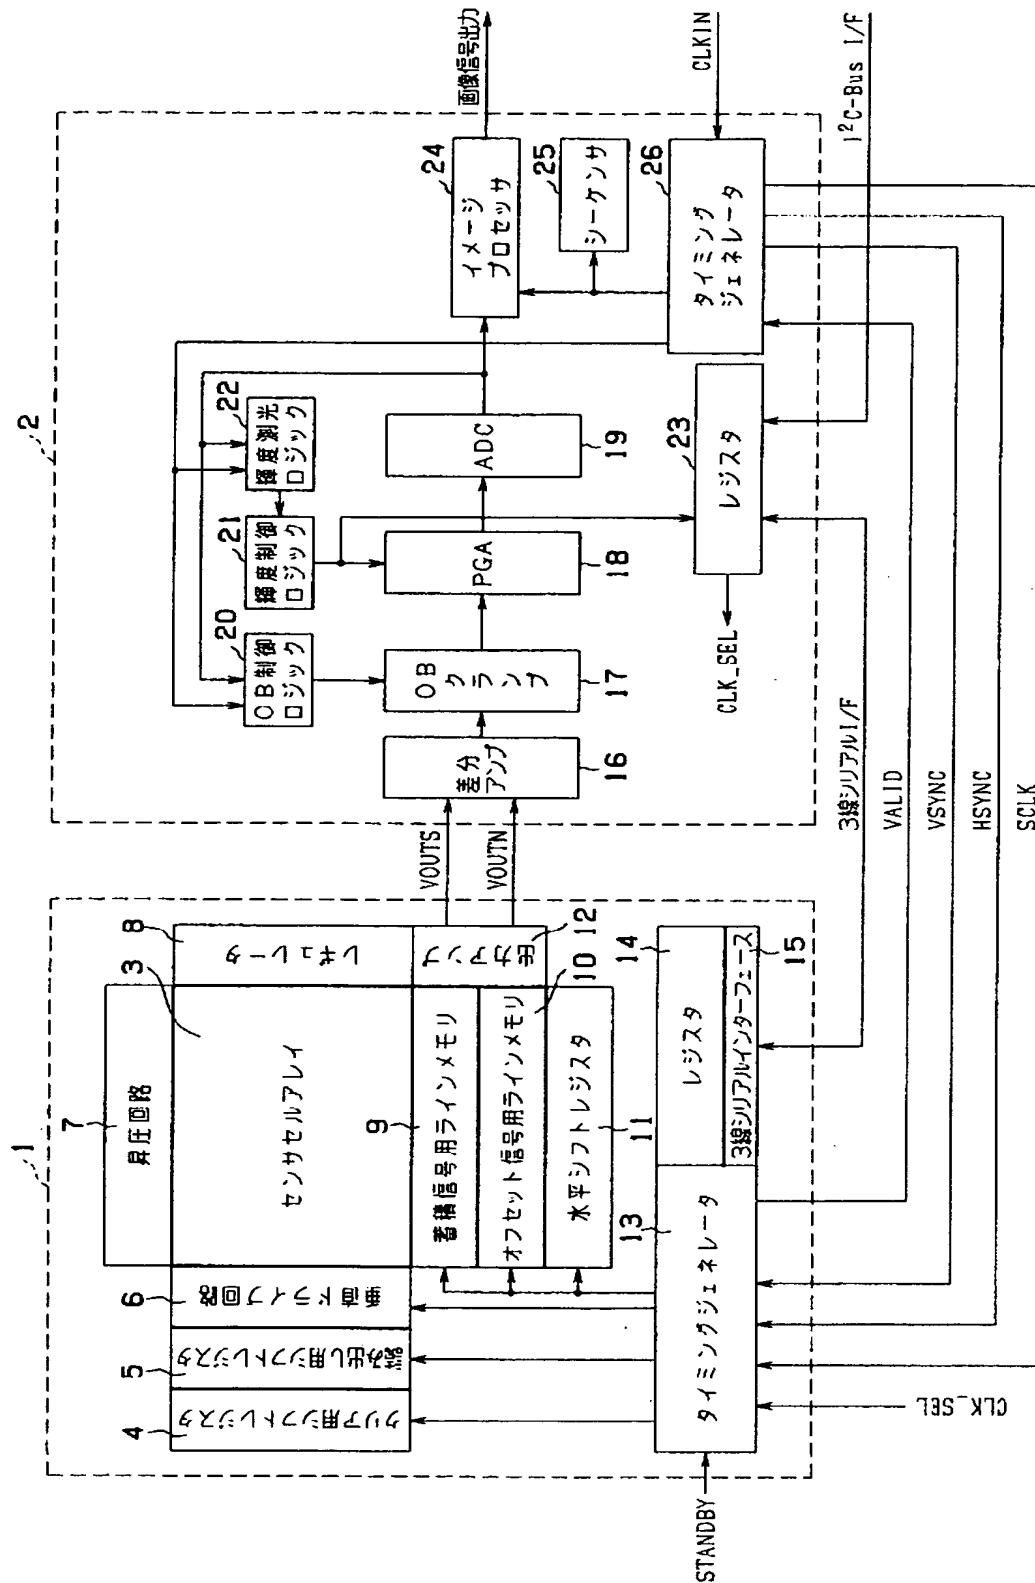 1
7
昇圧回路
3
センサセルアレイ
8
レギュレータ
4
クリア用シフトレジスタ
5
読み出し用シフトレジスタ
6
垂直ドライブ回路
9
蓄積信号用ラインメモリ
10
オフセット信号用ラインメモリ
11
水平シフトレジスタ
12
出力アンプ
13
タイミングジェネレータ
14
レジスタ
15
3線シリアルインターフェース
STANDBY
CLK_SEL
VOUTS
VOUTN
2
16
差分
アンプ
17
OB
クランプ
18
PGA
19
ADC
20
OB制御
ロジック
21
輝度制御
ロジック
22
輝度測光
ロジック
23
レジスタ
CLK_SEL
24
イメージ
プロセッサ
25
シーケンサ
26
タイミング
ジェネレータ
画像信号出力
CLKIN
I²C-Bus I/F
3線シリアルI/F
VALID
VSYNC
HSYNC
SCLK